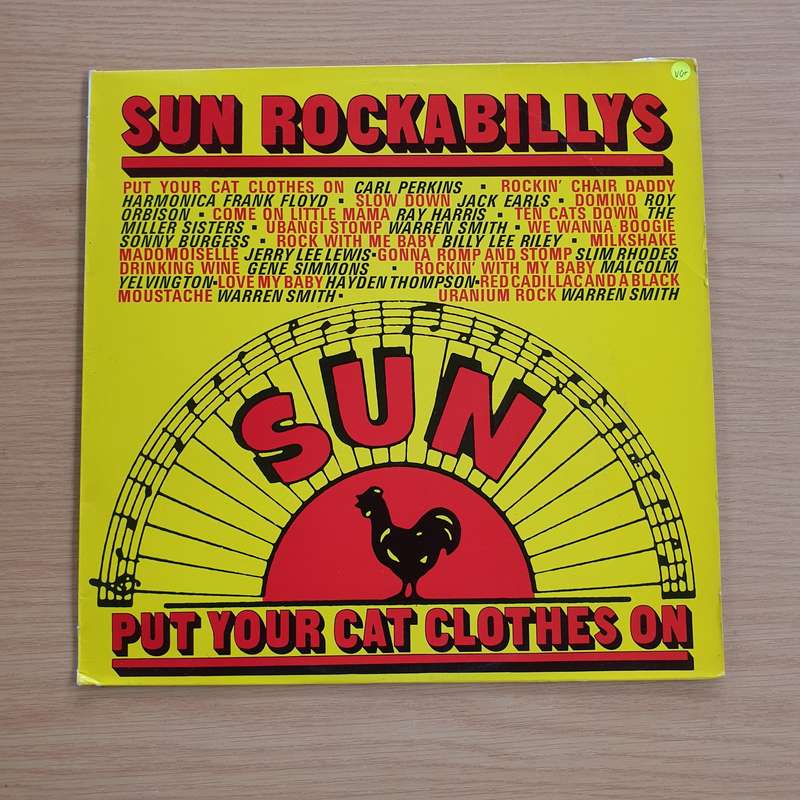 VG+
SUN ROCKABILLYS
PUT YOUR CAT CLOTHES ON CARL PERKINS • ROCKIN' CHAIR DADDY
HARMONICA FRANK FLOYD • SLOW DOWN JACK EARLS • DOMINO ROY
ORBISON • COME ON LITTLE MAMA RAY HARRIS • TEN CATS DOWN THE
MILLER SISTERS • UBANGI STOMP WARREN SMITH • WE WANNA BOOGIE
SONNY BURGESS • ROCK WITH ME BABY BILLY LEE RILEY • MILKSHAKE
MADOMOISELLE JERRY LEE LEWIS • GONNA ROMP AND STOMP SLIM RHODES
DRINKING WINE GENE SIMMONS • ROCKIN' WITH MY BABY MALCOLM
YELVINGTON • LOVE MY BABY HAYDEN THOMPSON • RED CADILLAC AND A BLACK
MOUSTACHE WARREN SMITH • URANIUM ROCK WARREN SMITH
SUN
PUT YOUR CAT CLOTHES ON